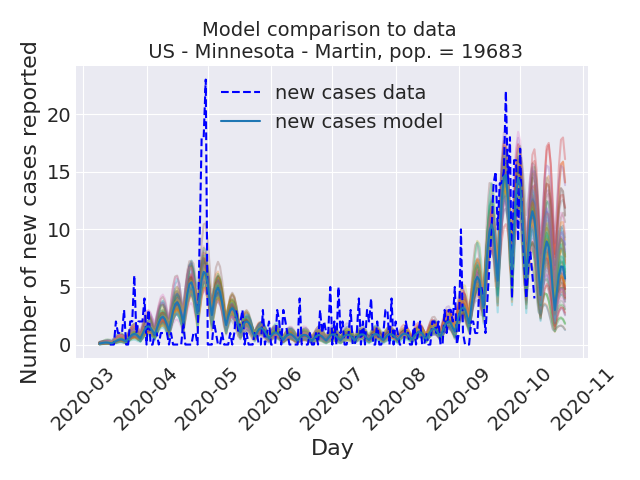 Model comparison to data
US - Minnesota - Martin, pop. = 19683
Number of new cases reported
20
15
10
5
0
new cases data
new cases model
2020-03
2020-04
2020-05
2020-06
2020-07
2020-08
2020-09
2020-10
2020-11
Day